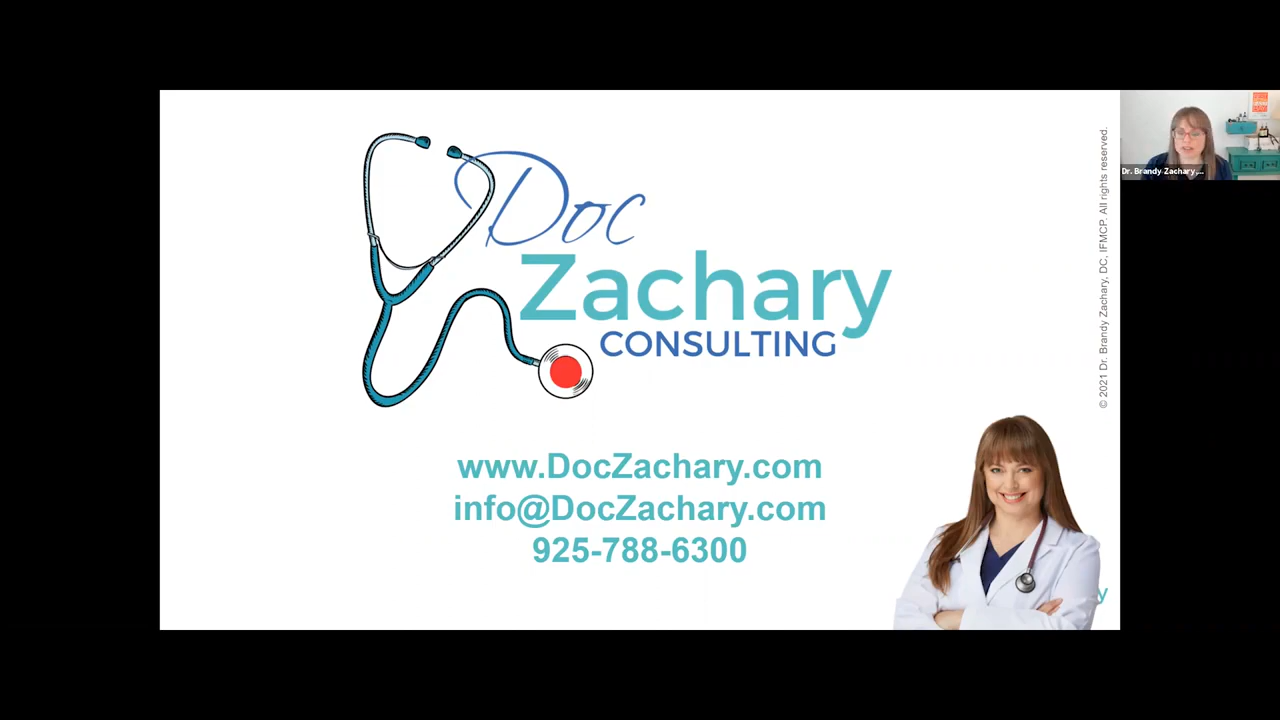 Doc
Zachary
CONSULTING
www.DocZachary.com
info@DocZachary.com
925-788-6300
© 2021 Dr. Brandy Zachary, DC, IFMCP. All rights reserved.
Dr. Brandy Zachary,...
y